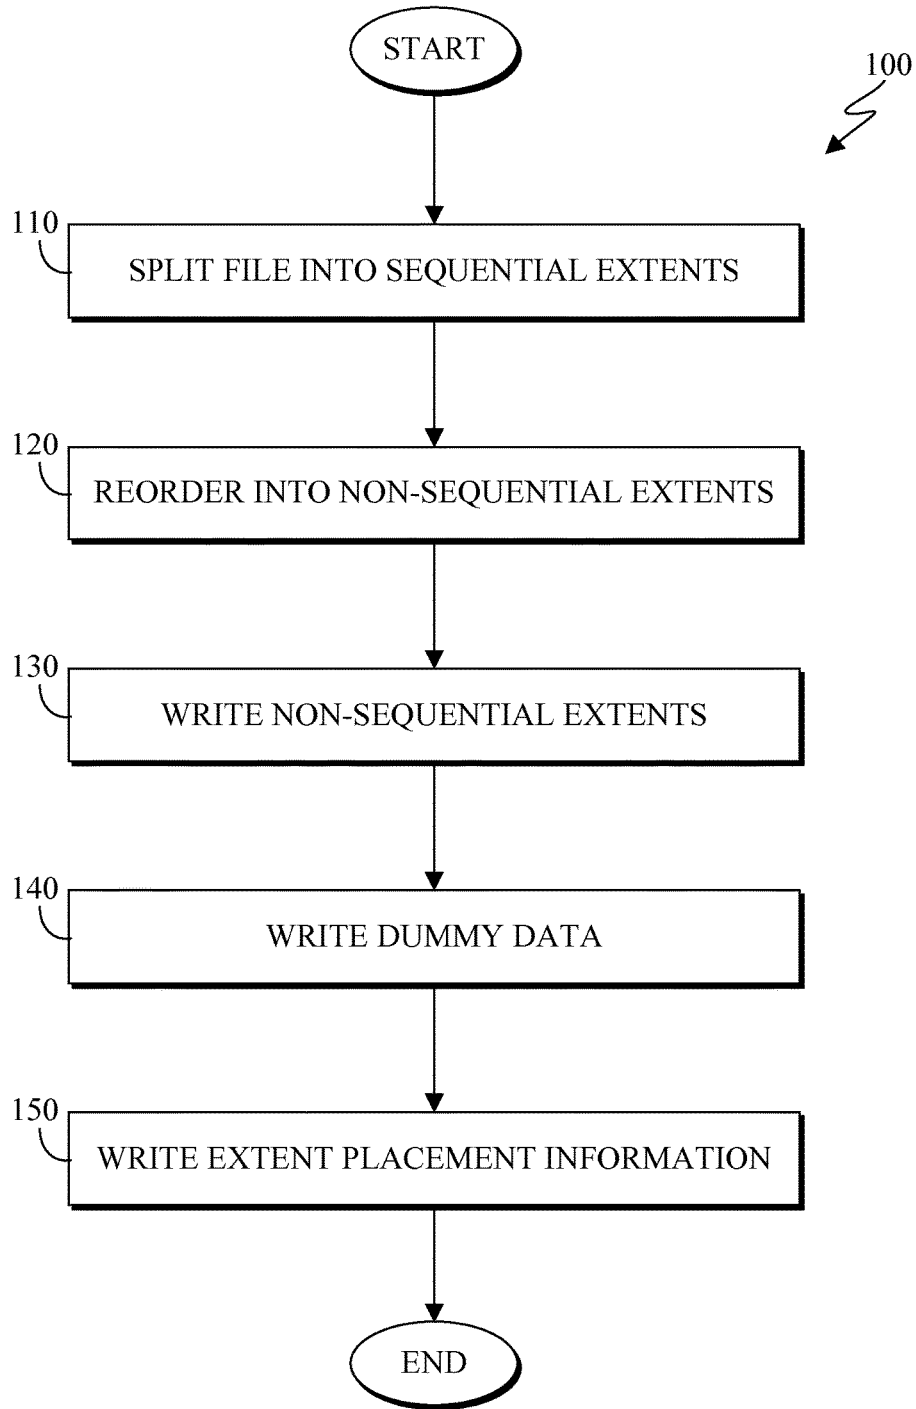 START
100
110
SPLIT FILE INTO SEQUENTIAL EXTENTS
120
REORDER INTO NON-SEQUENTIAL EXTENTS
130
WRITE NON-SEQUENTIAL EXTENTS
140
WRITE DUMMY DATA
150
WRITE EXTENT PLACEMENT INFORMATION
END